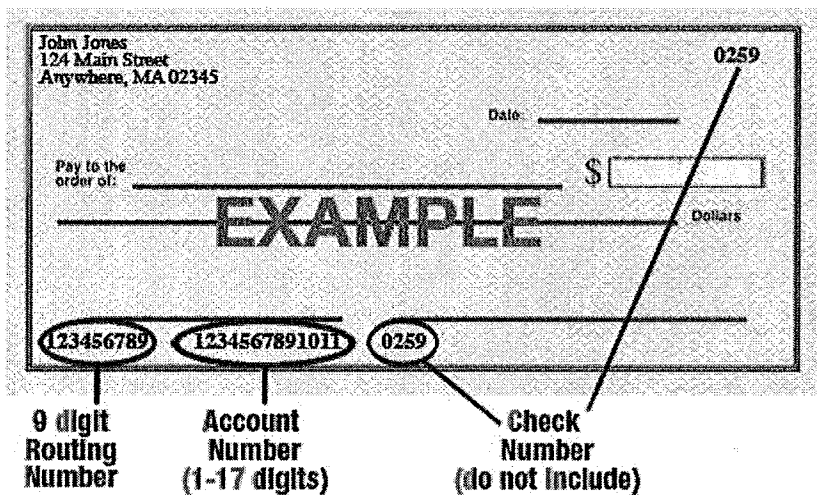 John Jones
124 Main Street
Anywhere, MA 02345
0259
Date:
Pay to the
order of:
$
EXAMPLE
Dollars
123456789 1234567891011 0259
9 digit
Routing
Number
Account
Number
(1-17 digits)
Check
Number
(do not include)